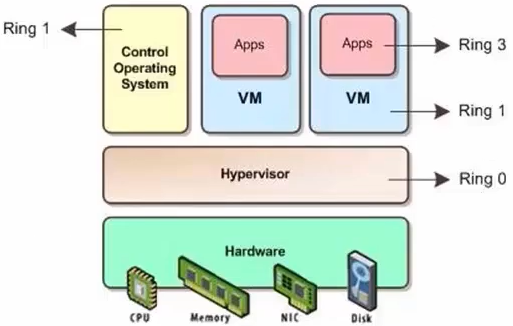 Ring 1
Control
Operating
System
Apps
VM
Apps
VM
Ring 3
Ring 1
Hypervisor
Ring 0
Hardware
CPU
Memory
NIC
Disk